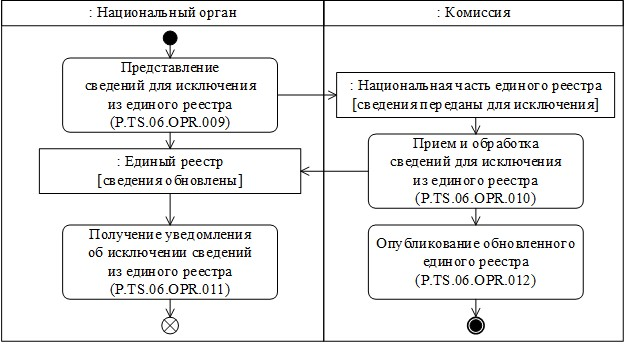 : Национальный орган
: Комиссия
Представление
сведений для исключения
из единого реестра
(P.TS.06.OPR.009)
: Национальная часть единого реестра
[сведения переданы для исключения]
: Единый реестр
[сведения обновлены]
Прием и обработка
сведений для исключения
из единого реестра
(P.TS.06.OPR.010)
Получение уведомления
об исключении сведений
из единого реестра
(P.TS.06.OPR.011)
Опубликование обновленного
единого реестра
(P.TS.06.OPR.012)